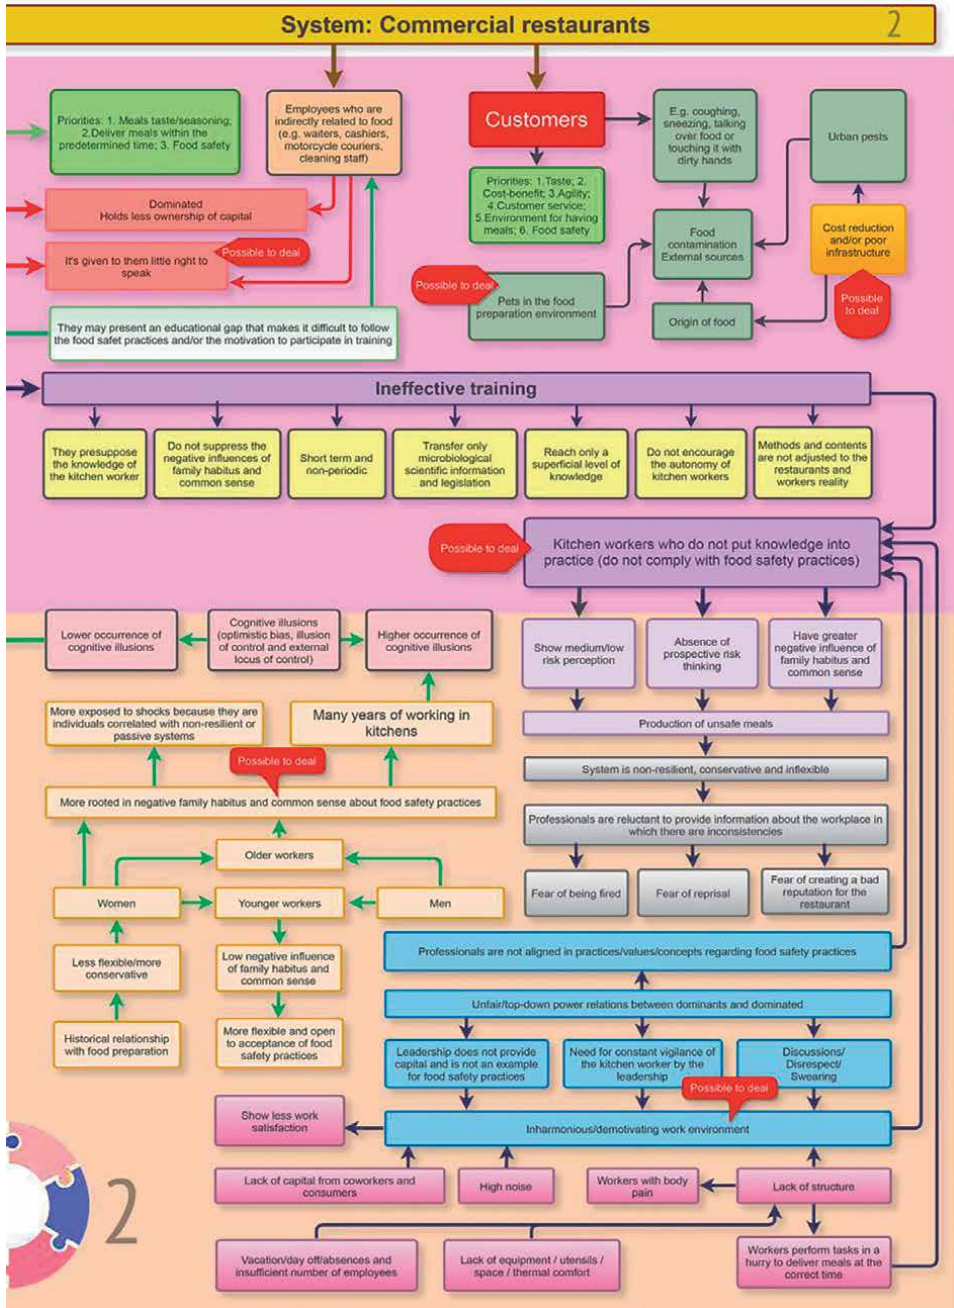 System: Commercial restaurants
2
Priorities: 1. Meals taste/seasoning;
2.Deliver meals within the
predetermined time; 3. Food safety
Employees who are
indirectly related to food
(e.g. waiters, cashiers,
motorcycle couriers,
cleaning staff)
Customers
E.g. coughing,
sneezing, talking
over food or
touching it with
dirty hands
Urban pests
Dominated
Holds less ownership of capital
Priorities: 1.Taste; 2.
Cost-benefit; 3.Agility;
4.Customer service;
5.Environment for having
meals; 6. Food safety
Food
contamination
External sources
Cost reduction
and/or poor
infrastructure
It's given to them little right to
speak
Possible to deal
Possible to deal
Pets in the food
preparation environment
Origin of food
Possible
to deal
They may present an educational gap that makes it difficult to follow
the food safet practices and/or the motivation to participate in training
Ineffective training
They presuppose
the knowledge of
the kitchen worker
Do not suppress the
negative influences of
family habitus and
common sense
Short term and
non-periodic
Transfer only
microbiological
scientific information
and legislation
Reach only a
superficial level of
knowledge
Do not encourage
the autonomy of
kitchen workers
Methods and contents
are not adjusted to the
restaurants and
workers reality
Possible to deal
Kitchen workers who do not put knowledge into
practice (do not comply with food safety practices)
Lower occurrence of
cognitive illusions
Cognitive illusions
(optimistic bias, illusion
of control and external
locus of control)
Higher occurrence of
cognitive illusions
Show medium/low
risk perception
Absence of
prospective risk
thinking
Have greater
negative influence of
family habitus and
common sense
More exposed to shocks because they are
individuals correlated with non-resilient or
passive systems
Many years of working in
kitchens
Production of unsafe meals
Possible to deal
System is non-resilient, conservative and inflexible
More rooted in negative family habitus and common sense about food safety practices
Professionals are reluctant to provide information about the workplace in
which there are inconsistencies
Older workers
Fear of being fired
Fear of reprisal
Fear of creating a bad
reputation for the
restaurant
Women
Younger workers
Men
Professionals are not aligned in practices/values/concepts regarding food safety practices
Less flexible/more
conservative
Low negative influence
of family habitus and
common sense
Unfair/top-down power relations between dominants and dominated
Historical relationship
with food preparation
More flexible and open
to acceptance of food
safety practices
Leadership does not provide
capital and is not an example
for food safety practices
Need for constant vigilance of
the kitchen worker by the
leadership
Discussions/
Disrespect/
Swearing
Possible to deal
Show less work
satisfaction
Inharmonious/demotivating work environment
Lack of capital from coworkers and
consumers
High noise
Workers with body
pain
Lack of structure
2
Vacation/day off/absences and
insufficient number of employees
Lack of equipment / utensils /
space / thermal comfort
Workers perform tasks in a
hurry to deliver meals at the
correct time